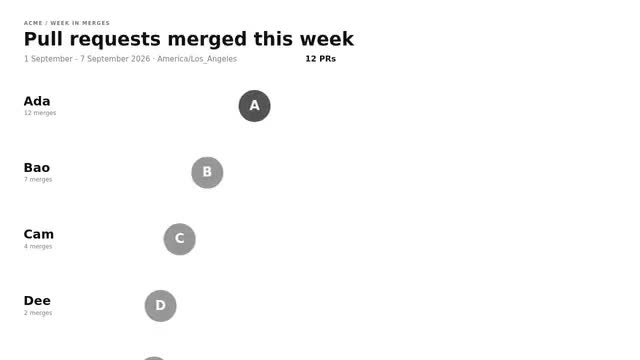 ACME / WEEK IN MERGES
Pull requests merged this week
1 September - 7 September 2026 · America/Los_Angeles
12 PRs
Ada
12 merges
A
Bao
7 merges
B
Cam
4 merges
C
Dee
2 merges
D